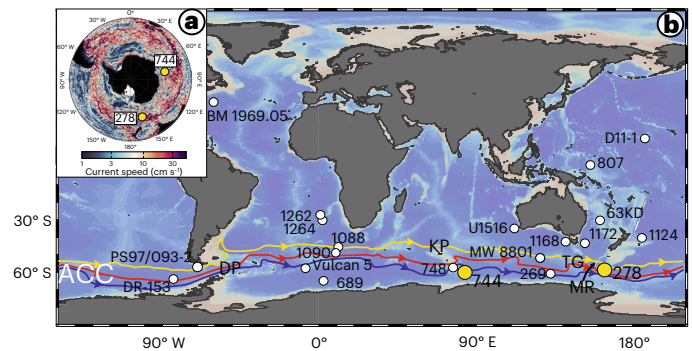 a
b
30° W 0° 30° E
60° W 60° E
90° W 90° E
120° W 120° E
150° W 180° 150° E
744
278
1 3 10 30
Current speed (cm s⁻¹)
BM 1969.05
D11-1
807
1262
1264
63KD
U1516
1088
1090
KP
1168
1172
1124
MW 8801
PS97/093-2
DP
Vulcan 5
748
269
TG
278
ACC
DR-153
689
744
MR
30° S
60° S
90° W 0° 90° E 180°